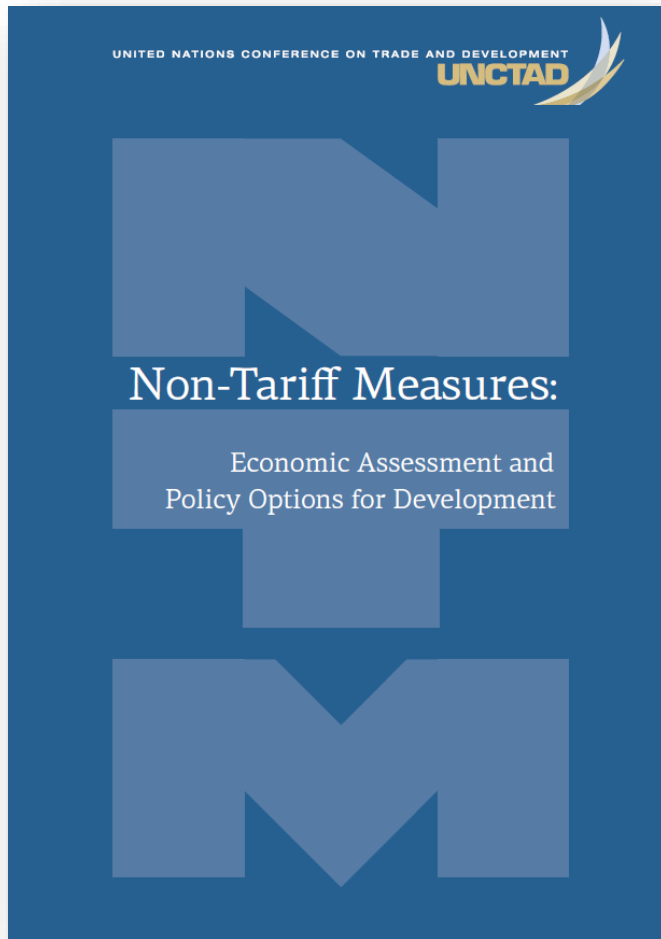 UNITED NATIONS CONFERENCE ON TRADE AND DEVELOPMENT
UNCTAD
N
Non-Tariff Measures:
T
Economic Assessment and
Policy Options for Development
M